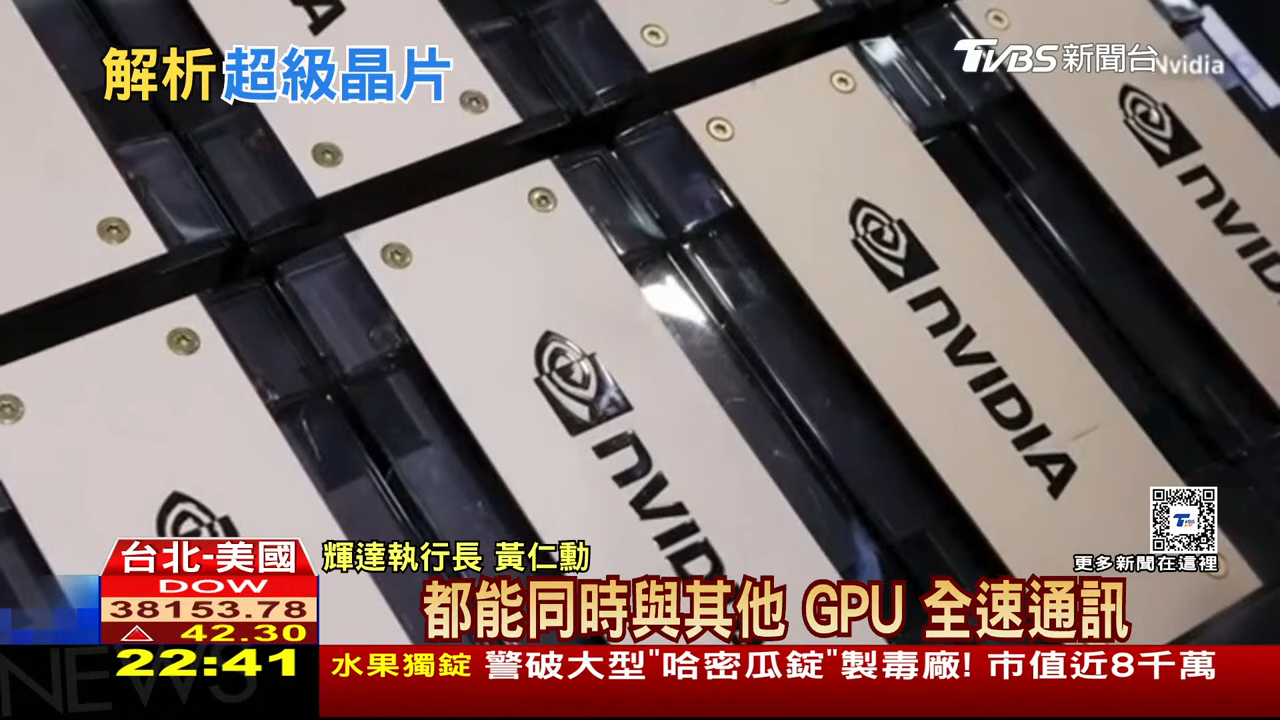 解析超級晶片
TVBS新聞台
Nvidia
NVIDIA
NVIDIA
台北-美國
DOW
38153.78
42.30
22:41
NEWS
輝達執行長 黃仁勳
都能同時與其他 GPU 全速通訊
更多新聞在這裡
水果獨錠 警破大型"哈密瓜錠"製毒廠! 市值近8千萬